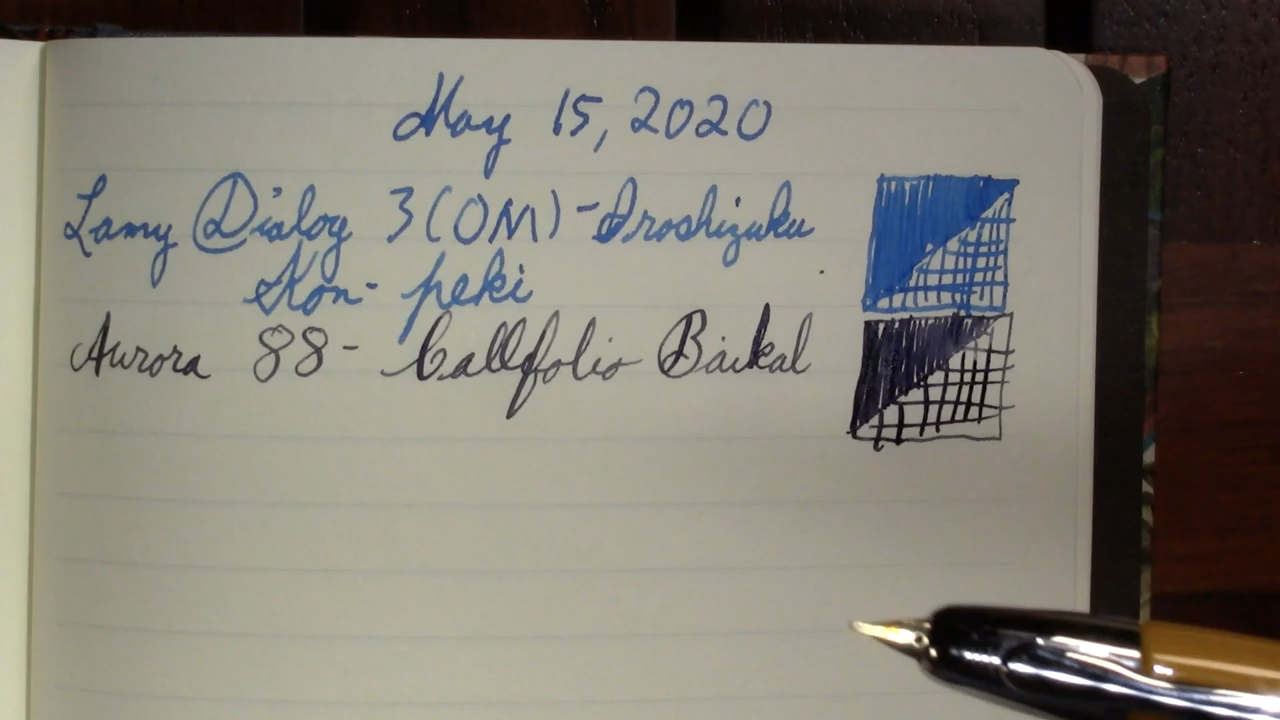 May 15, 2020
Lamy Dialog 3 (OM) - Iroshizuku
Kon-peki
Aurora 88 - Callifolio Baikal